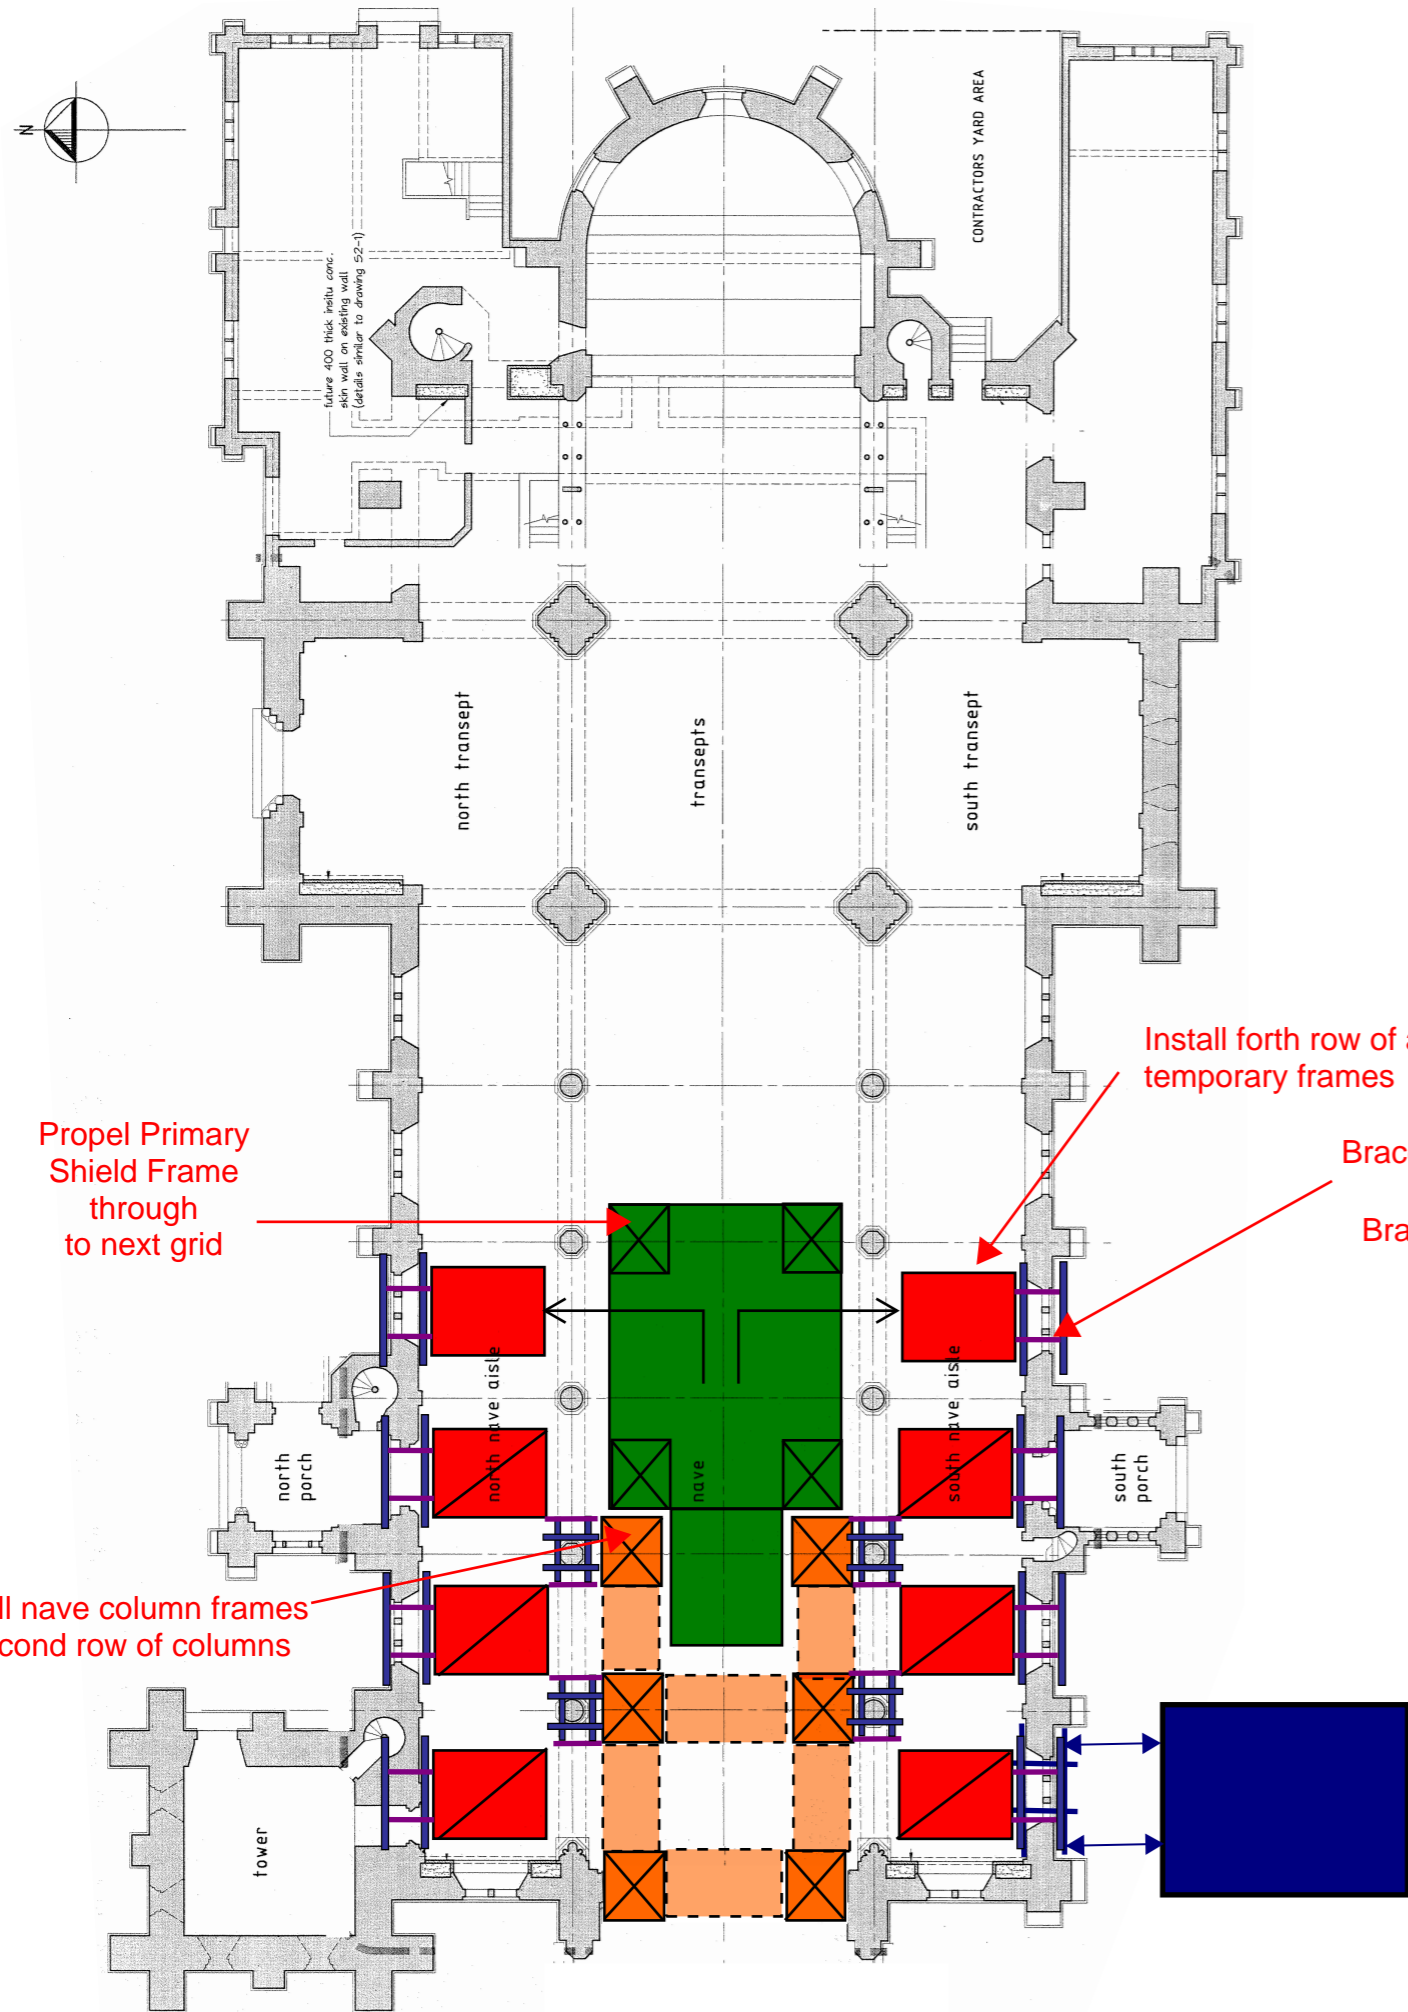 N
CONTRACTORS YARD AREA
future 400 thick insitu conc.
skin wall on existing wall
(details similar to drawing S2-1)
north transept
transepts
south transept
Install forth row of a
temporary frames
Propel Primary
Shield Frame
through
to next grid
Brac
Bra
north nave aisle
south nave aisle
nave
north
porch
south
porch
ll nave column frames
cond row of columns
tower